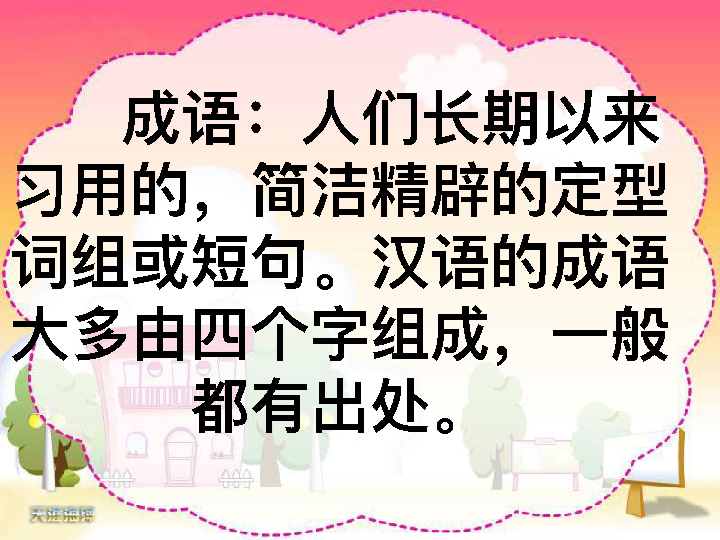 成语：人们长期以来
习用的，简洁精辟的定型
词组或短句。汉语的成语
大多由四个字组成，一般
都有出处。